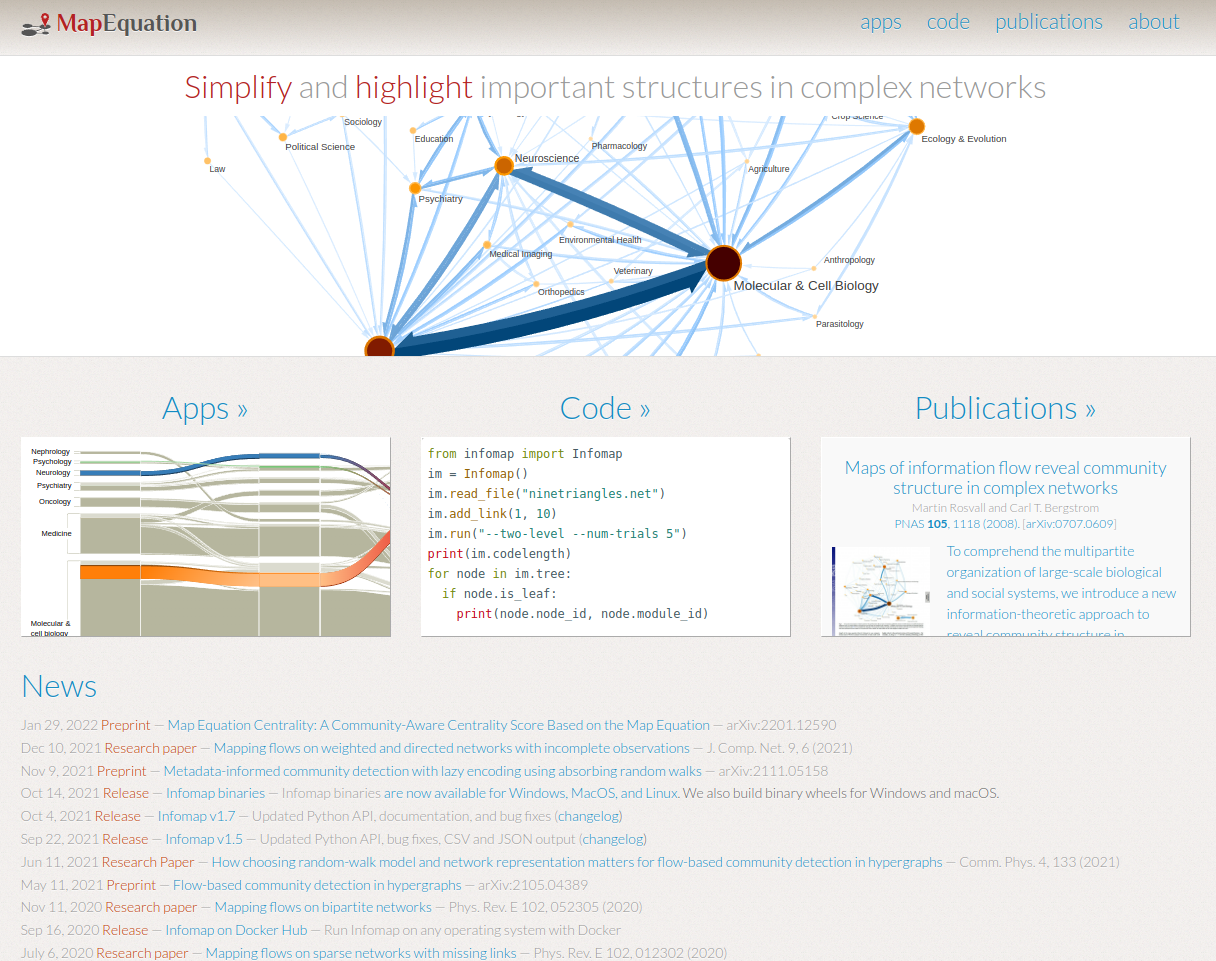 MapEquation
apps code publications about
Simplify and highlight important structures in complex networks
Sociology
Crop Science
Education
Political Science
Pharmacology
Ecology & Evolution
Neuroscience
Law
Agriculture
Psychiatry
Environmental Health
Medical Imaging
Anthropology
Veterinary
Molecular & Cell Biology
Orthopedics
Parasitology
Apps »
Code »
Publications »
Nephrology
Psychology
Neurology
Psychiatry
Oncology
Medicine
Molecular &
cell biology
from infomap import Infomap
im = Infomap()
im.read_file("ninetriangles.net")
im.add_link(1, 10)
im.run("--two-level --num-trials 5")
print(im.codelength)
for node in im.tree:
if node.is_leaf:
print(node.node_id, node.module_id)
Maps of information flow reveal community
structure in complex networks
Martin Rosvall and Carl T. Bergstrom
PNAS 105, 1118 (2008). [arXiv:0707.0609]
To comprehend the multipartite
organization of large-scale biological
and social systems, we introduce a new
information-theoretic approach to
reveal community structure in
News
Jan 29, 2022 Preprint — Map Equation Centrality: A Community-Aware Centrality Score Based on the Map Equation — arXiv:2201.12590
Dec 10, 2021 Research paper — Mapping flows on weighted and directed networks with incomplete observations — J. Comp. Net. 9, 6 (2021)
Nov 9, 2021 Preprint — Metadata-informed community detection with lazy encoding using absorbing random walks — arXiv:2111.05158
Oct 14, 2021 Release — Infomap binaries — Infomap binaries are now available for Windows, MacOS, and Linux. We also build binary wheels for Windows and macOS.
Oct 4, 2021 Release — Infomap v1.7 — Updated Python API, documentation, and bug fixes (changelog)
Sep 22, 2021 Release — Infomap v1.5 — Updated Python API, bug fixes, CSV and JSON output (changelog)
Jun 11, 2021 Research Paper — How choosing random-walk model and network representation matters for flow-based community detection in hypergraphs — Comm. Phys. 4, 133 (2021)
May 11, 2021 Preprint — Flow-based community detection in hypergraphs — arXiv:2105.04389
Nov 11, 2020 Research paper — Mapping flows on bipartite networks — Phys. Rev. E 102, 052305 (2020)
Sep 16, 2020 Release — Infomap on Docker Hub — Run Infomap on any operating system with Docker
July 6, 2020 Research paper — Mapping flows on sparse networks with missing links — Phys. Rev. E 102, 012302 (2020)